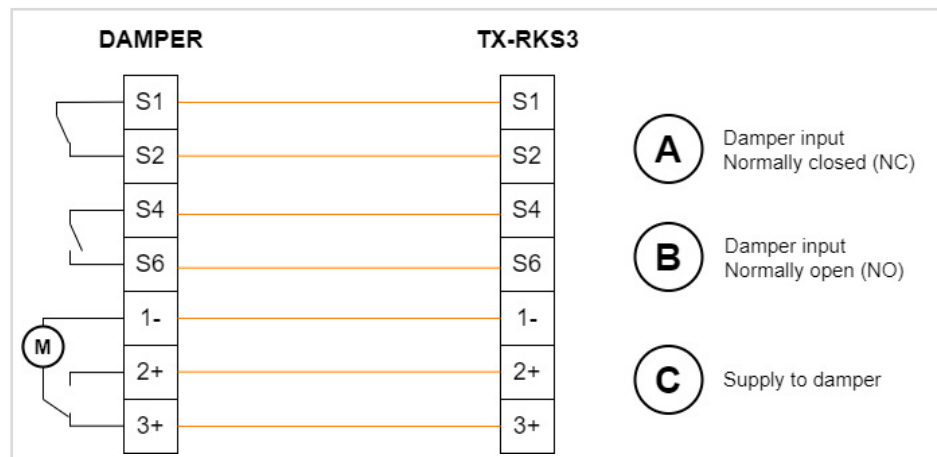 DAMPER
TX-RKS3
S1
S1
S2
S2
S4
S4
S6
S6
1-
1-
2+
2+
3+
3+
M
A
Damper input
Normally closed (NC)
B
Damper input
Normally open (NO)
C
Supply to damper